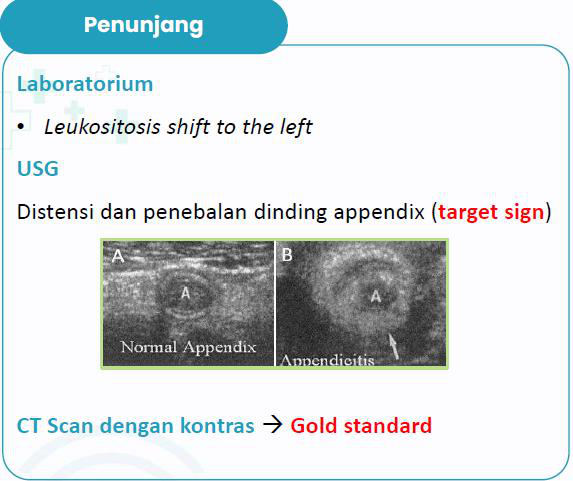 Penunjang
Laboratorium
• Leukositosis shift to the left
USG
Distensi dan penebalan dinding appendix (target sign)
A B
A A
Normal Appendix Appendicitis
CT Scan dengan kontras → Gold standard